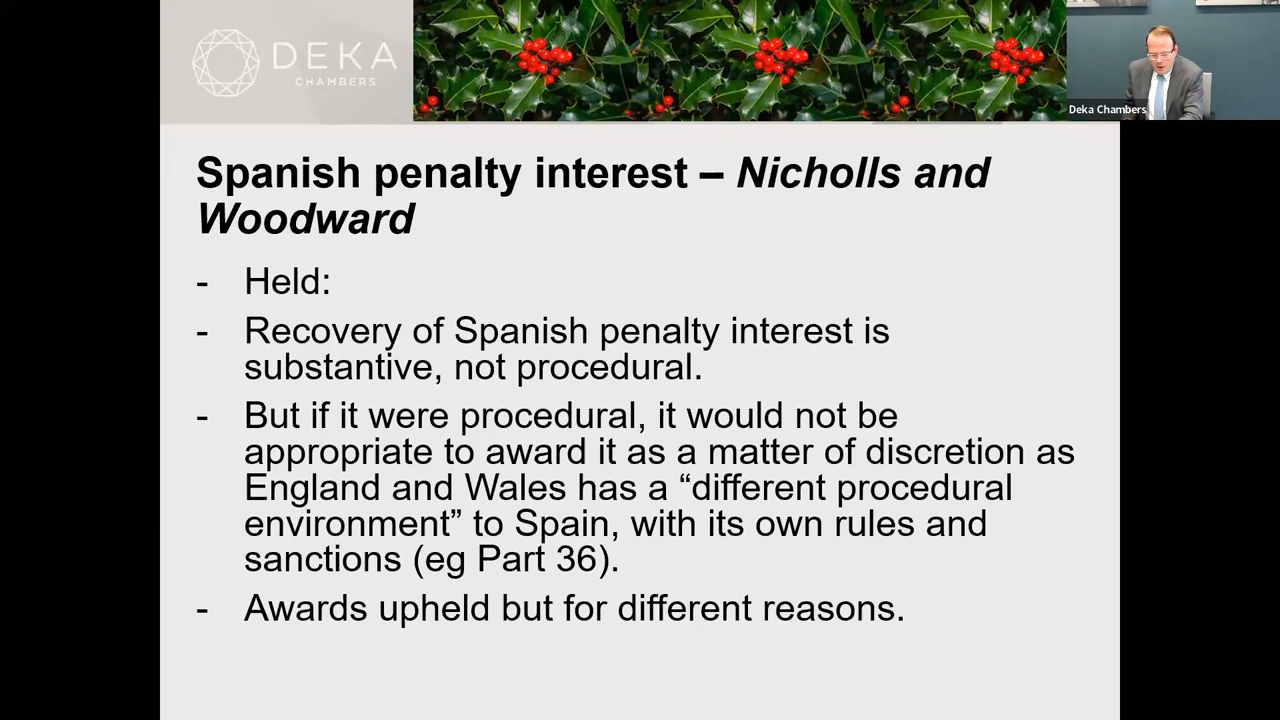 DEKA
CHAMBERS
Deka Chambers
Spanish penalty interest – Nicholls and
Woodward
- Held:
- Recovery of Spanish penalty interest is
substantive, not procedural.
- But if it were procedural, it would not be
appropriate to award it as a matter of discretion as
England and Wales has a “different procedural
environment” to Spain, with its own rules and
sanctions (eg Part 36).
- Awards upheld but for different reasons.